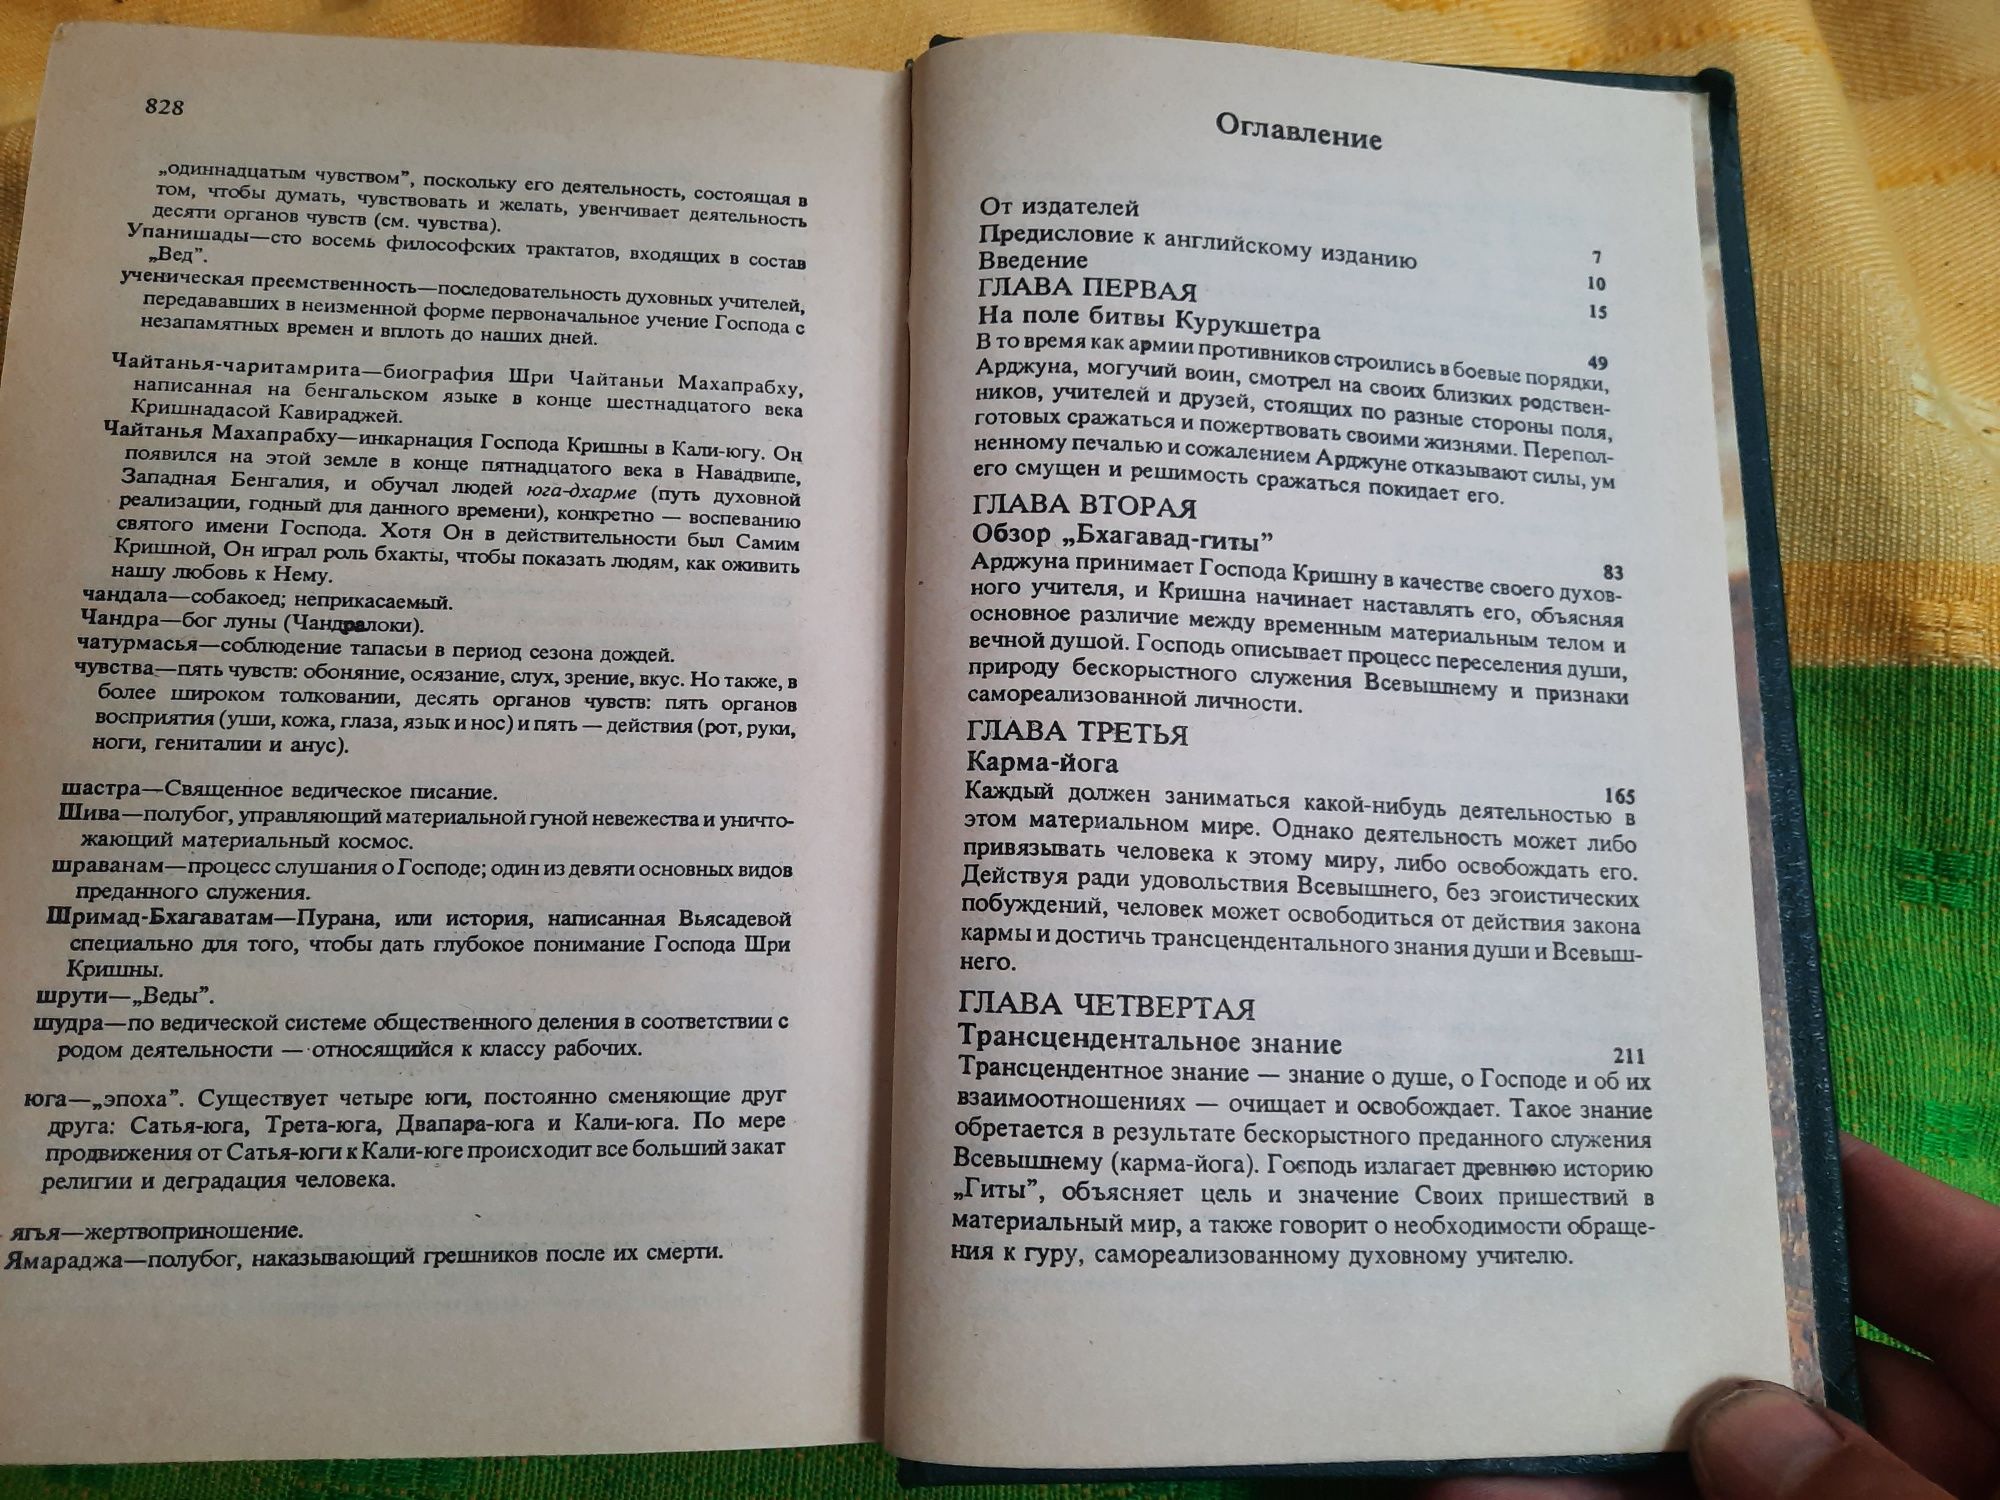 828
„одиннадцатым чувством”, поскольку его деятельность, состоящая в
том, чтобы думать, чувствовать и желать, увенчивает деятельность
десяти органов чувств (см. чувства).
Упанишады—сто восемь философских трактатов, входящих в состав
„Вед”.
ученическая преемственность—последовательность духовных учителей,
передававших в неизменной форме первоначальное учение Господа с
незапамятных времен и вплоть до наших дней.
Чайтанья-чаритамрита—биография Шри Чайтаньи Махапрабху,
написанная на бенгальском языке в конце шестнадцатого века
Кришнадасой Кавираджей.
Чайтанья Махапрабху—инкарнация Господа Кришны в Кали-югу. Он
появился на этой земле в конце пятнадцатого века в Навадвипе,
Западная Бенгалия, и обучал людей юга-дхарме (путь духовной
реализации, годный для данного времени), конкретно — воспеванию
святого имени Господа. Хотя Он в действительности был Самим
Кришной, Он играл роль бхакты, чтобы показать людям, как оживить
нашу любовь к Нему.
чандала—собакоед; неприкасаемый.
Чандра—бог луны (Чандралоки).
чатурмасья—соблюдение тапасьи в период сезона дождей.
чувства—пять чувств: обоняние, осязание, слух, зрение, вкус. Но также, в
более широком толковании, десять органов чувств: пять органов
восприятия (уши, кожа, глаза, язык и нос) и пять — действия (рот, руки,
ноги, гениталии и анус).
шастра—Священное ведическое писание.
Шива—полубог, управляющий материальной гуной невежества и уничто-
жающий материальный космос.
шраванам—процесс слушания о Господе; один из девяти основных видов
преданного служения.
Шримад-Бхагаватам—Пурана, или история, написанная Вьясадевой
специально для того, чтобы дать глубокое понимание Господа Шри
Кришны.
шрути—„Веды”.
шудра—по ведической системе общественного деления в соответствии с
родом деятельности — относящийся к классу рабочих.
юга—„эпоха”. Существует четыре юги, постоянно сменяющие друг
друга: Сатья-юга, Трета-юга, Двапара-юга и Кали-юга. По мере
продвижения от Сатья-юги к Кали-юге происходит все больший закат
религии и деградация человека.
ягья—жертвоприношение.
Ямараджа—полубог, наказывающий грешников после их смерти.
Оглавление
От издателей 7
Предисловие к английскому изданию 10
Введение 15
ГЛАВА ПЕРВАЯ
На поле битвы Курукшетра 49
В то время как армии противников строились в боевые порядки,
Арджуна, могучий воин, смотрел на своих близких родствен-
ников, учителей и друзей, стоящих по разные стороны поля,
готовых сражаться и пожертвовать своими жизнями. Перепол-
ненному печалью и сожалением Арджуне отказывают силы, ум
его смущен и решимость сражаться покидает его.
ГЛАВА ВТОРАЯ
Обзор „Бхагавад-гиты” 83
Арджуна принимает Господа Кришну в качестве своего духов-
ного учителя, и Кришна начинает наставлять его, объясняя
основное различие между временным материальным телом и
вечной душой. Господь описывает процесс переселения души,
природу бескорыстного служения Всевышнему и признаки
самореализованной личности.
ГЛАВА ТРЕТЬЯ
Карма-йога 165
Каждый должен заниматься какой-нибудь деятельностью в
этом материальном мире. Однако деятельность может либо
привязывать человека к этому миру, либо освобождать его.
Действуя ради удовольствия Всевышнего, без эгоистических
побуждений, человек может освободиться от действия закона
кармы и достичь трансцендентального знания души и Всевыш-
него.
ГЛАВА ЧЕТВЕРТАЯ
Трансцендентальное знание 211
Трансцендентное знание — знание о душе, о Господе и об их
взаимоотношениях — очищает и освобождает. Такое знание
обретается в результате бескорыстного преданного служения
Всевышнему (карма-йога). Господь излагает древнюю историю
„Гиты”, объясняет цель и значение Своих пришествий в
материальный мир, а также говорит о необходимости обраще-
ния к гуру, самореализованному духовному учителю.